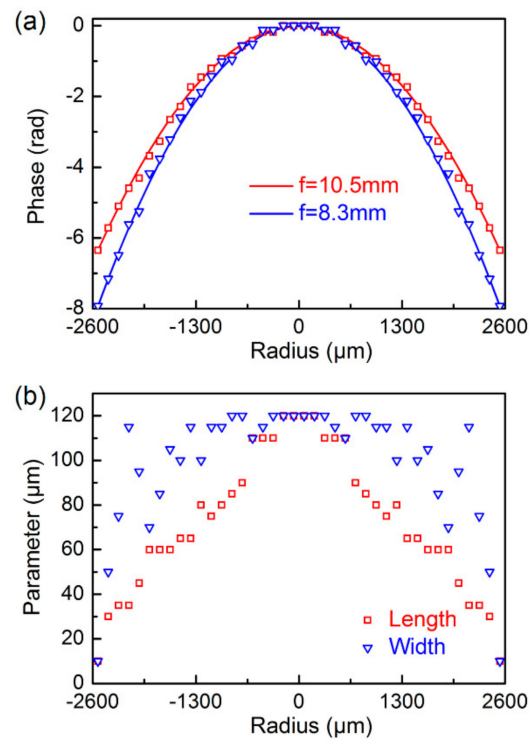 (a)
0
-2
-4
-6
-8
Phase (rad)
f=10.5mm
f=8.3mm
-2600 -1300 0 1300 2600
Radius (μm)
(b)
120
100
80
60
40
20
0
Parameter (μm)
Length
Width
-2600 -1300 0 1300 2600
Radius (μm)